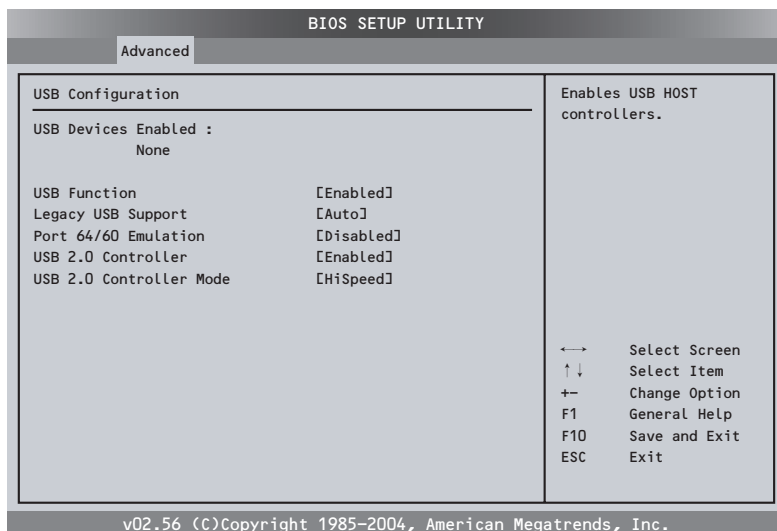 BIOS SETUP UTILITY
Advanced
USB Configuration
USB Devices Enabled :
None
USB Function [Enabled]
Legacy USB Support [Auto]
Port 64/60 Emulation [Disabled]
USB 2.0 Controller [Enabled]
USB 2.0 Controller Mode [HiSpeed]
Enables USB HOST
controllers.
←→ Select Screen
↑↓ Select Item
+− Change Option
F1 General Help
F10 Save and Exit
ESC Exit
v02.56 (C)Copyright 1985-2004, American Megatrends, Inc.